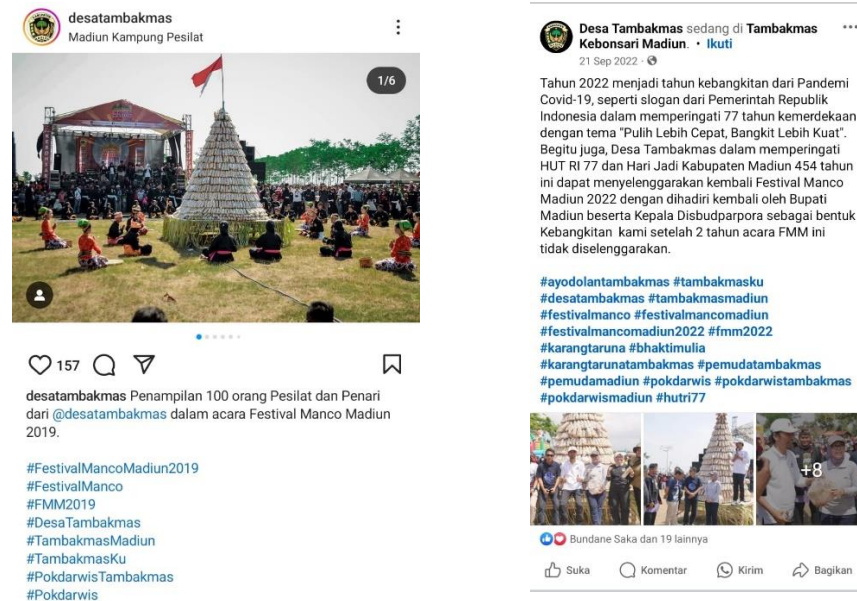 desatambakmas
Madiun Kampung Pesilat
1/6
157
desatambakmas Penampilan 100 orang Pesilat dan Penari
dari @desatambakmas dalam acara Festival Manco Madiun
2019.
#FestivalMancoMadiun2019
#FestivalManco
#FMM2019
#DesaTambakmas
#TambakmasMadiun
#TambakmasKu
#PokdarwisTambakmas
#Pokdarwis
Desa Tambakmas sedang di Tambakmas
Kebonsari Madiun. • Ikuti
21 Sep 2022 ·
Tahun 2022 menjadi tahun kebangkitan dari Pandemi
Covid-19, seperti slogan dari Pemerintah Republik
Indonesia dalam memperingati 77 tahun kemerdekaan
dengan tema "Pulih Lebih Cepat, Bangkit Lebih Kuat".
Begitu juga, Desa Tambakmas dalam memperingati
HUT RI 77 dan Hari Jadi Kabupaten Madiun 454 tahun
ini dapat menyelenggarakan kembali Festival Manco
Madiun 2022 dengan dihadiri kembali oleh Bupati
Madiun beserta Kepala Disbudparpora sebagai bentuk
Kebangkitan kami setelah 2 tahun acara FMM ini
tidak diselenggarakan.
#ayodolantambakmas #tambakmasku
#desatambakmas #tambakmasmadiun
#festivalmanco #festivalmancomadiun
#festivalmancomadiun2022 #fmm2022
#karangtaruna #bhaktimulia
#karangtarunatambakmas #pemudatambakmas
#pemudamadiun #pokdarwis #pokdarwistambakmas
#pokdarwismadiun #hutri77
+8
Bundane Saka dan 19 lainnya
Suka Komentar Kirim Bagikan